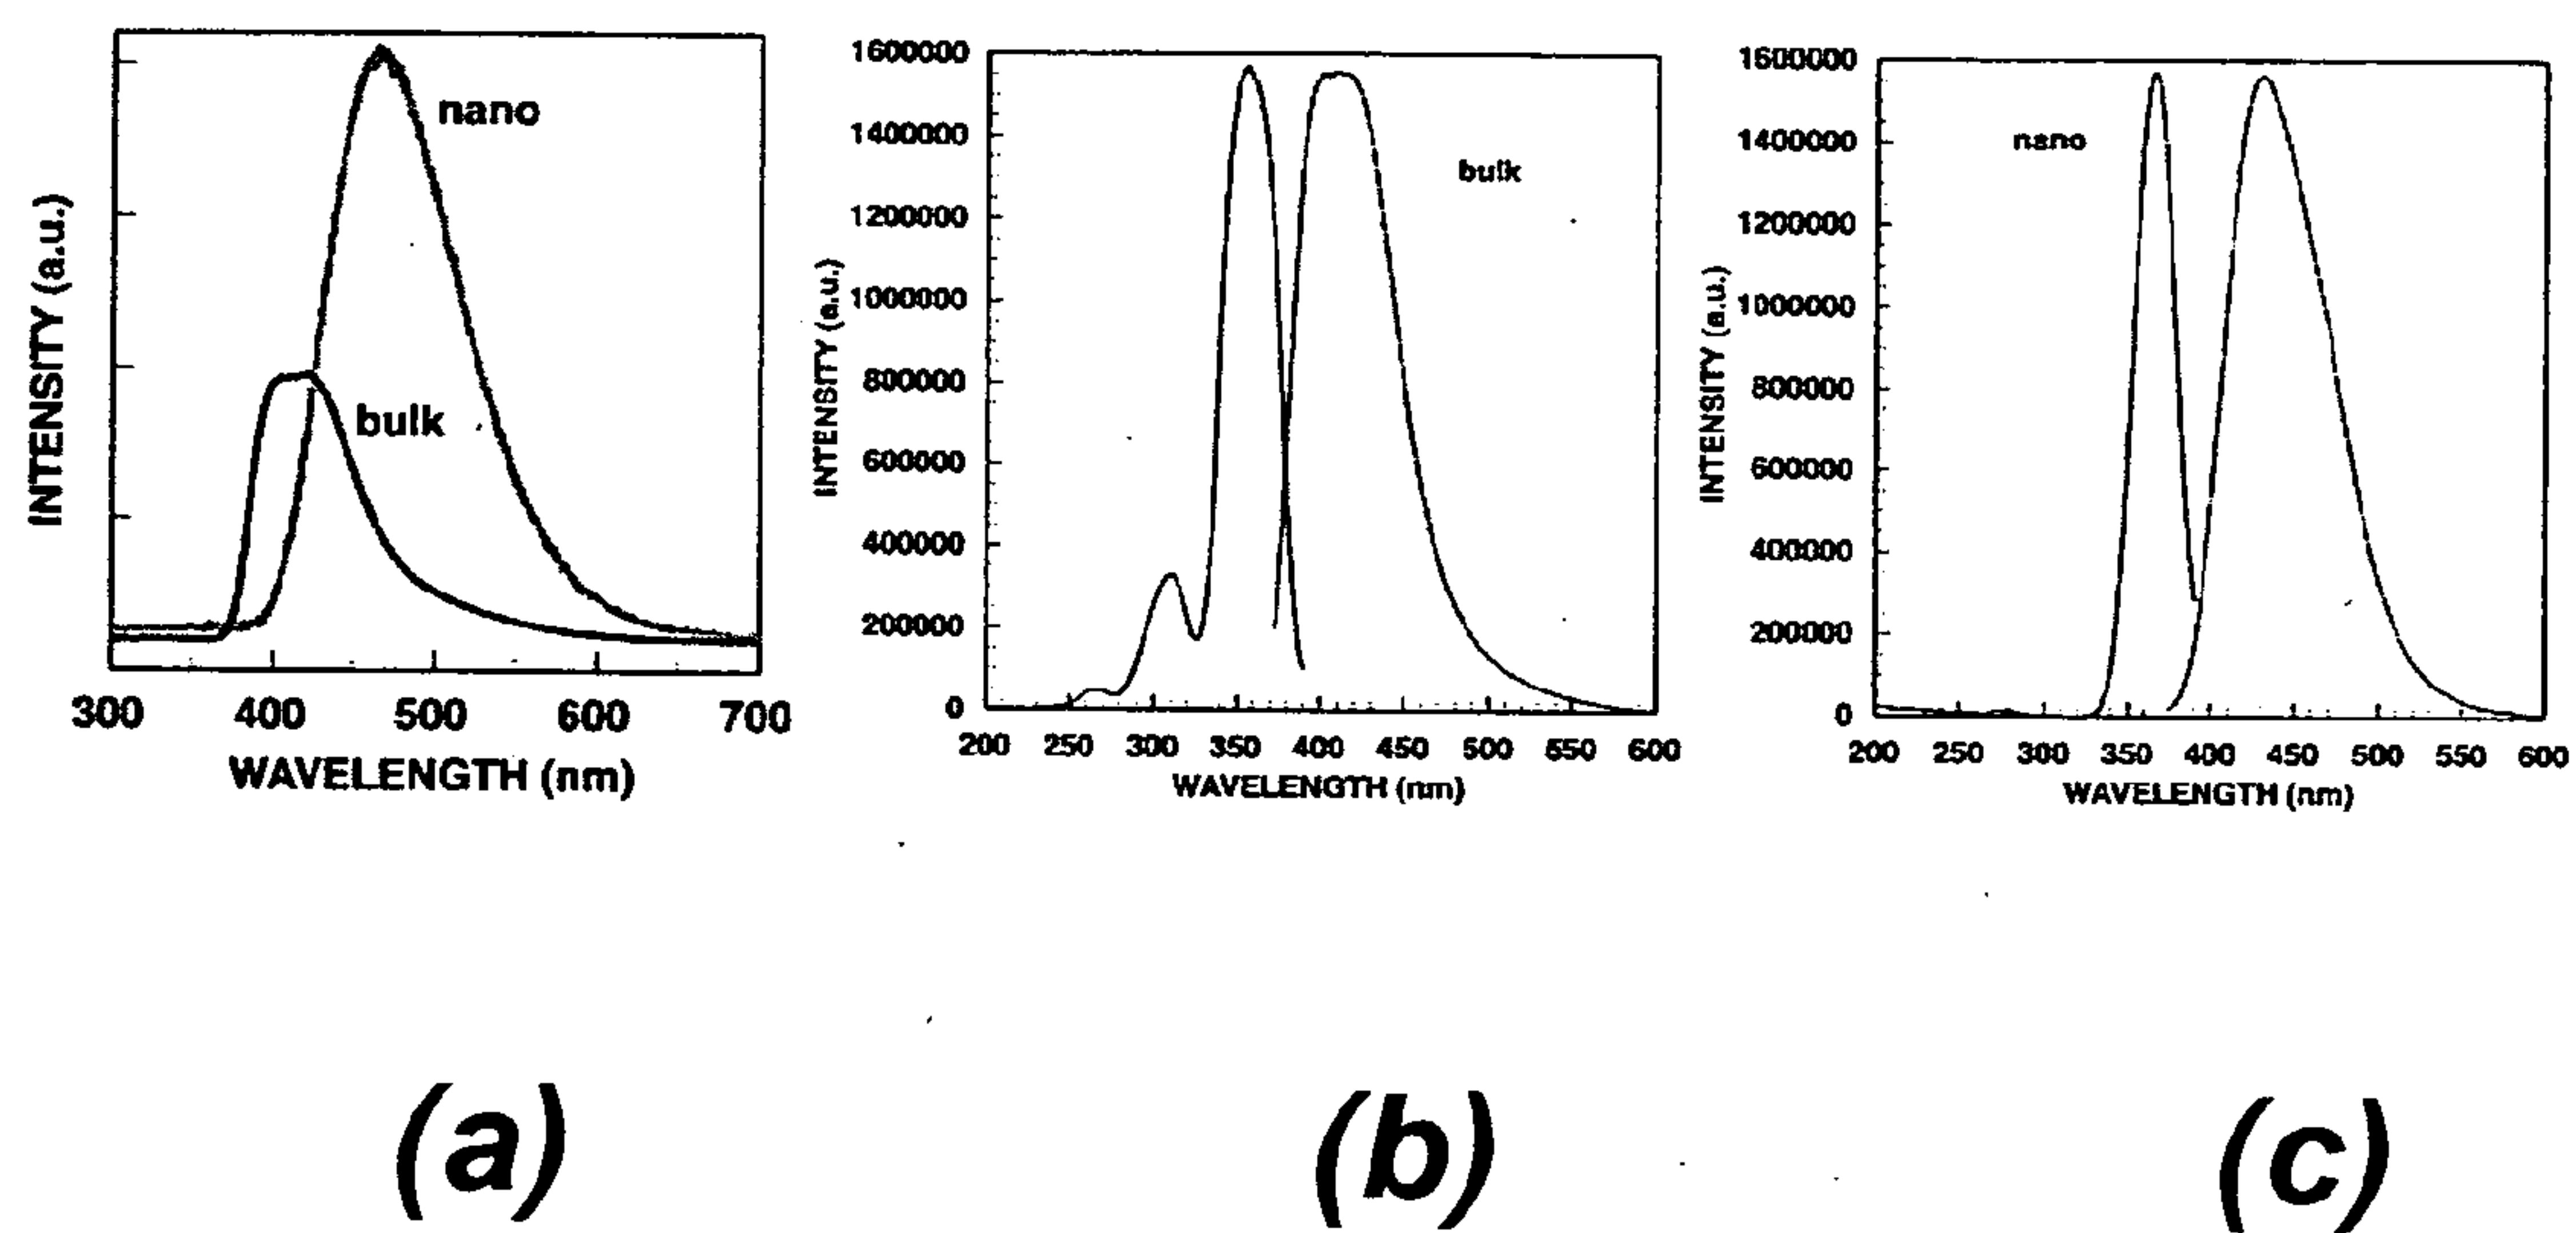 INTENSITY (a.u.)
nano
bulk
300 400 500 600 700
WAVELENGTH (nm)
(a)
1600000
1400000
1200000
1000000
800000
600000
400000
200000
0
INTENSITY (a.u.)
bulk
200 250 300 350 400 450 500 550 600
WAVELENGTH (nm)
(b)
1600000
1400000
1200000
1000000
800000
600000
400000
200000
0
INTENSITY (a.u.)
nano
200 250 300 350 400 450 500 550 600
WAVELENGTH (nm)
(c)